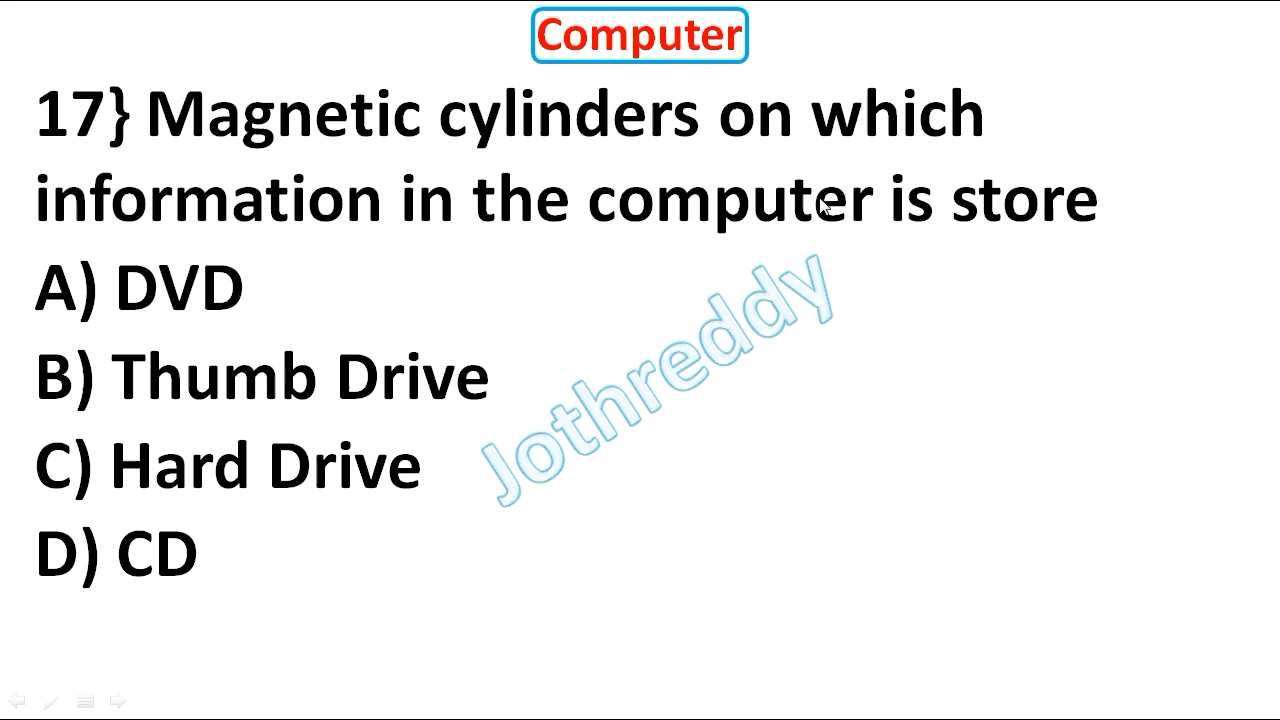 Computer
17} Magnetic cylinders on which
information in the computer is store
A) DVD
B) Thumb Drive
C) Hard Drive
D) CD
Jothreddy